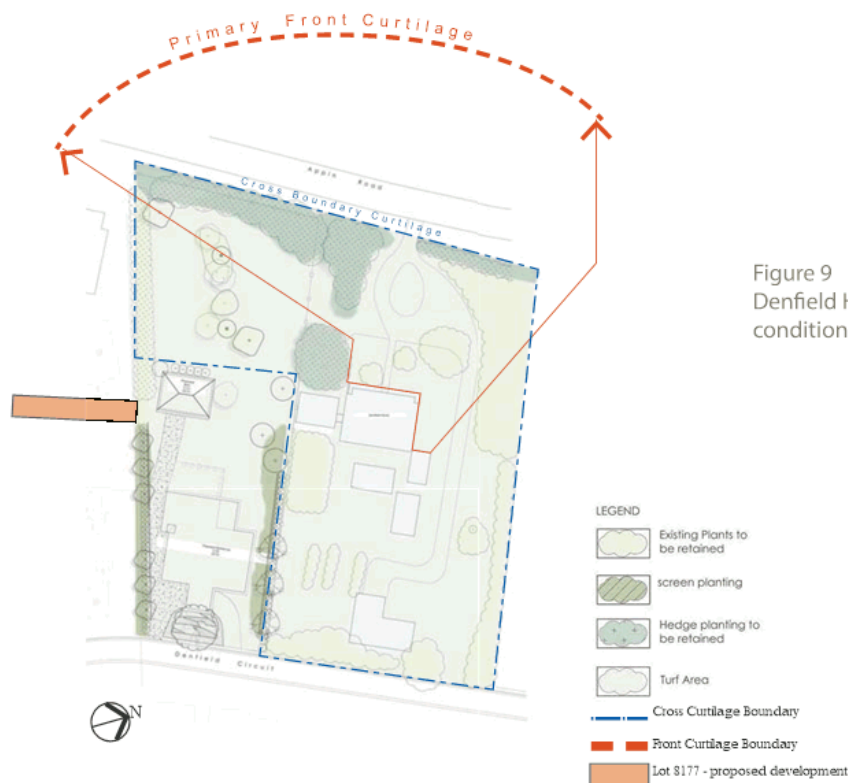 Primary Front Curtilage
Appin Road
Cross Boundary Curtilage
Figure 9
Denfield H
condition
LEGEND
Existing Plants to
be retained
screen planting
Hedge planting to
be retained
Turf Area
Cross Curtilage Boundary
Front Curtilage Boundary
Lot 8177 - proposed development
Denfield Circuit
N